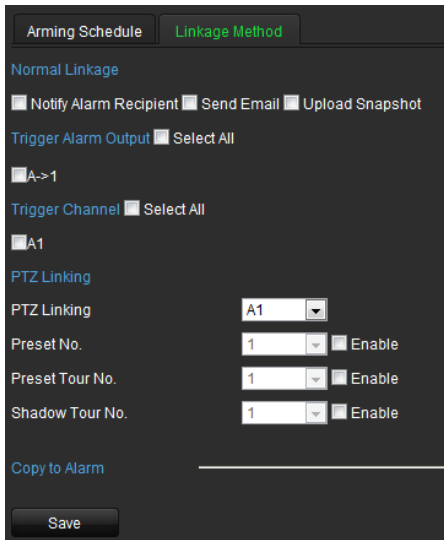 Arming Schedule Linkage Method
Normal Linkage
Notify Alarm Recipient Send Email Upload Snapshot
Trigger Alarm Output Select All
A->1
Trigger Channel Select All
A1
PTZ Linking
PTZ Linking A1
Preset No. 1 Enable
Preset Tour No. 1 Enable
Shadow Tour No. 1 Enable
Copy to Alarm
Save